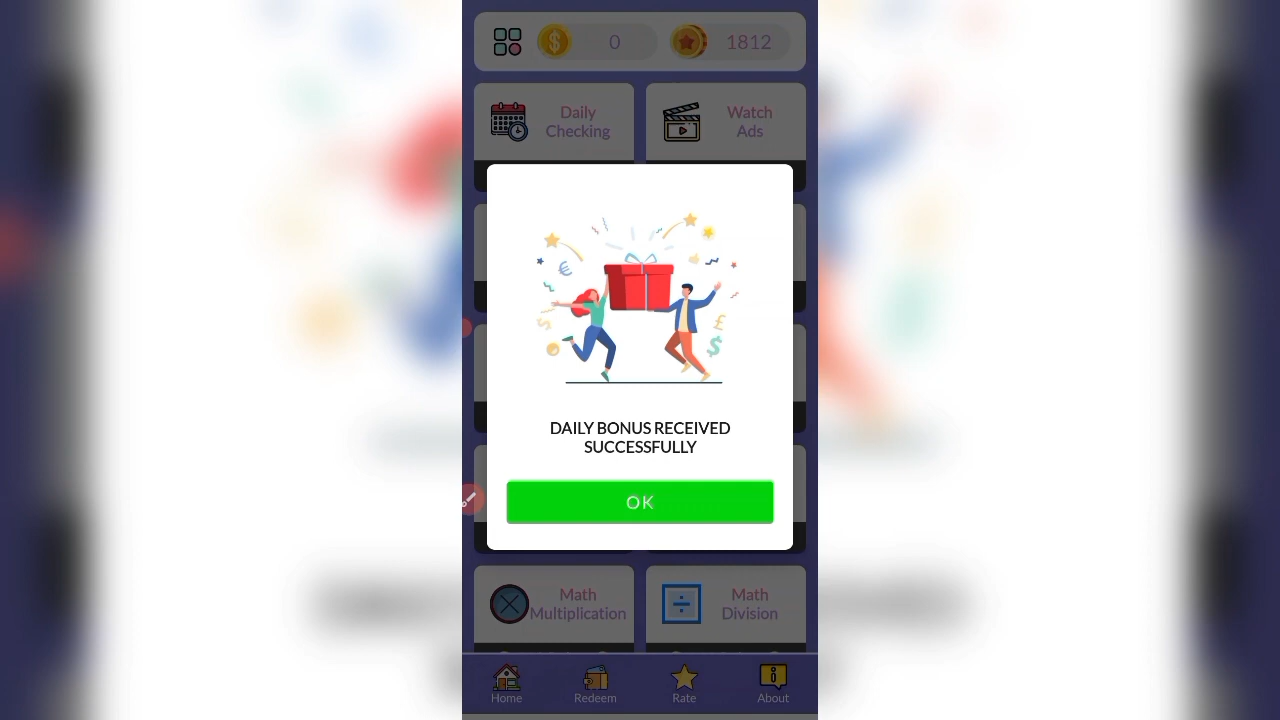 0
1812
Daily
Checking
Watch
Ads
DAILY BONUS RECEIVED
SUCCESSFULLY
OK
Math
Multiplication
Math
Division
Home
Redeem
Rate
About